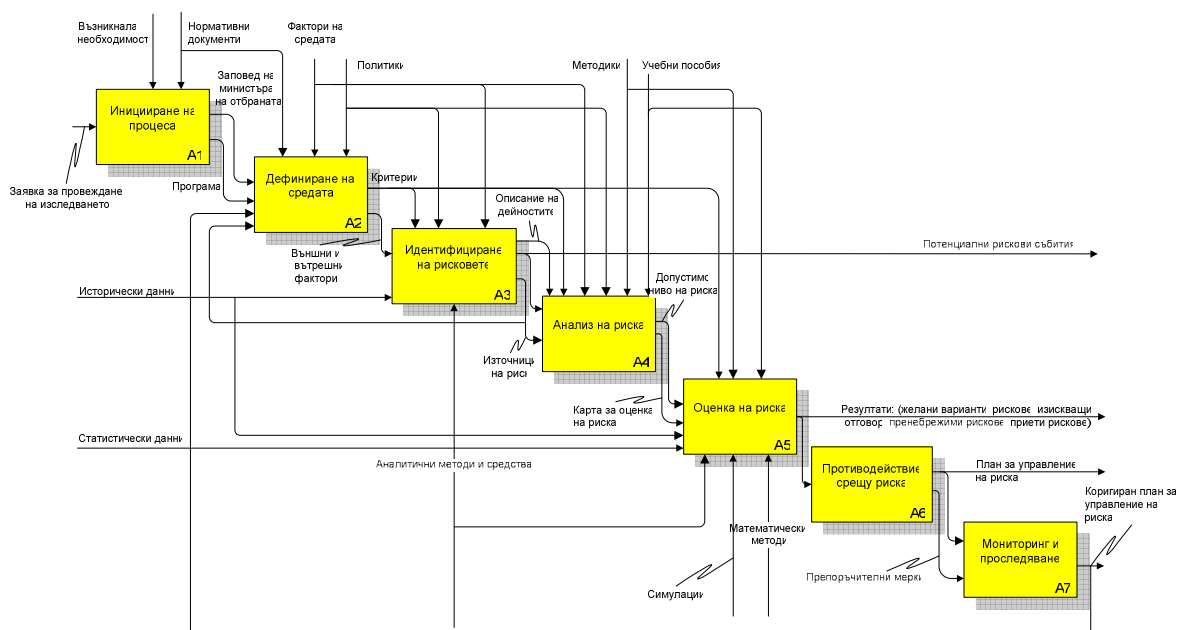 Възникнала
необходимост
Нормативни
документи
Фактори на
средата
Политики
Методики
Учебни пособия
Заповед на
министъра
на отбраната
Иницииране на
процеса
A1
Заявка за провеждане
на изследването
Програма
Дефиниране на
средата
A2
Критерии
Описание на
дейностите
Външни и
вътрешни
фактори
Идентифициране
на рисковете
A3
Потенциални рискови събития
Исторически данни
Допустимо
ниво на риска
Анализ на риска
A4
Източници
на риск
Карта за оценка
на риска
Оценка на риска
A5
Резултати: (желани варианти рискове изискващи
отговор пренебрежими рискове приети рискове)
Статистически данни
Аналитични методи и средства
Противодействие
срещу риска
A6
План за управление
на риска
Коригиран план за
управление на
риска
Математически
методи
Мониторинг и
проследяване
A7
Препоръчителни мерки
Симулации